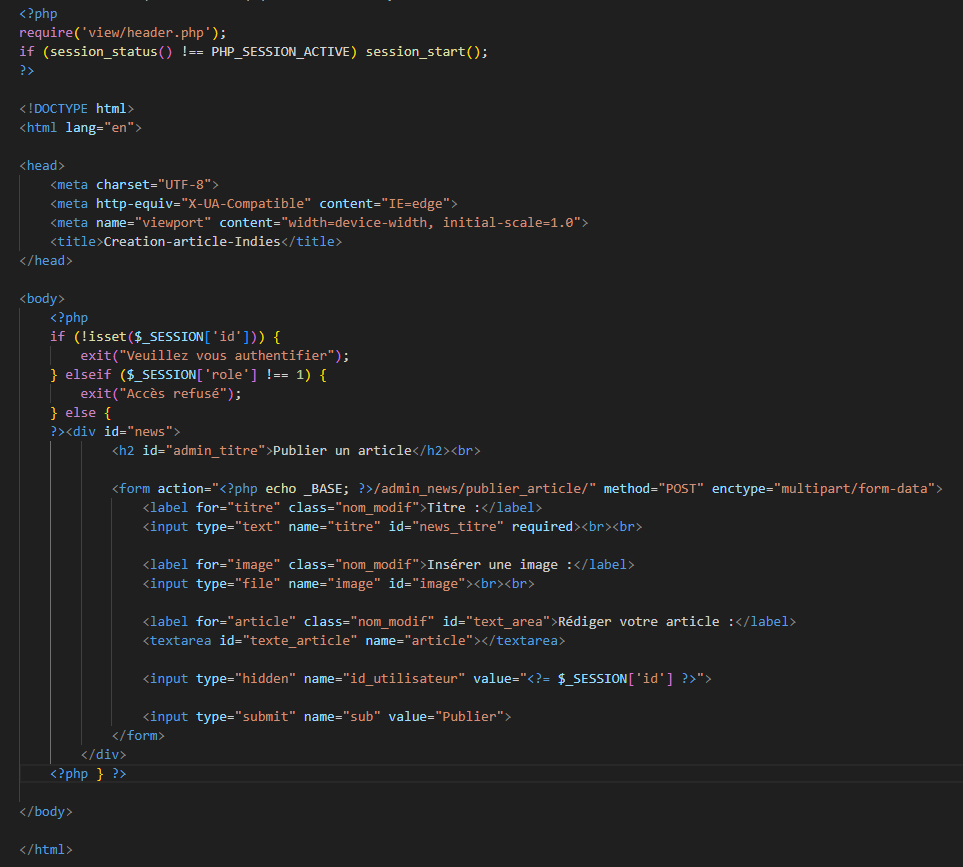 <?php
require('view/header.php');
if (session_status() !== PHP_SESSION_ACTIVE) session_start();
?>
<!DOCTYPE html>
<html lang="en">
<head>
<meta charset="UTF-8">
<meta http-equiv="X-UA-Compatible" content="IE=edge">
<meta name="viewport" content="width=device-width, initial-scale=1.0">
<title>Creation-article-Indies</title>
</head>
<body>
<?php
if (!isset($_SESSION['id'])) {
exit("Veuillez vous authentifier");
} elseif ($_SESSION['role'] !== 1) {
exit("Accès refusé");
} else {
?><div id="news">
<h2 id="admin_titre">Publier un article</h2><br>
<form action="<?php echo _BASE; ?>/admin_news/publier_article/" method="POST" enctype="multipart/form-data">
<label for="titre" class="nom_modif">Titre :</label>
<input type="text" name="titre" id="news_titre" required><br><br>
<label for="image" class="nom_modif">Insérer une image :</label>
<input type="file" name="image" id="image"><br><br>
<label for="article" class="nom_modif" id="text_area">Rédiger votre article :</label>
<textarea id="texte_article" name="article"></textarea>
<input type="hidden" name="id_utilisateur" value="<?= $_SESSION['id'] ?>">
<input type="submit" name="sub" value="Publier">
</form>
</div>
<?php } ?>
</body>
</html>